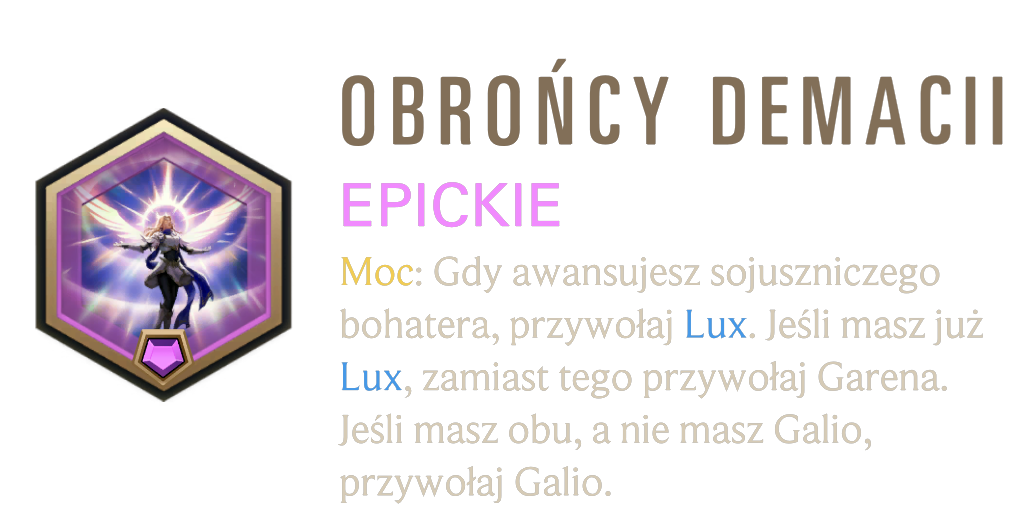 OBROŃCY DEMACII
EPICKIE
Moc: Gdy awansujesz sojuszniczego
bohatera, przywołaj Lux. Jeśli masz już
Lux, zamiast tego przywołaj Garena.
Jeśli masz obu, a nie masz Galio,
przywołaj Galio.